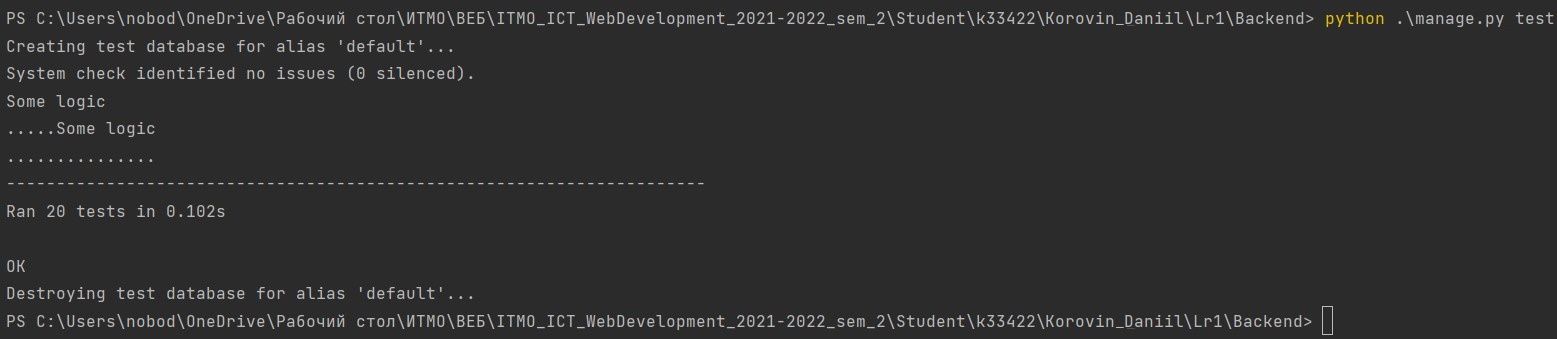 PS C:\Users\nobod\OneDrive\Рабочий стол\ИТМО\ВЕБ\ITMO_ICT_WebDevelopment_2021-2022_sem_2\Student\k33422\Korovin_Daniil\Lr1\Backend> python .\manage.py test
Creating test database for alias 'default'...
System check identified no issues (0 silenced).
Some logic
.....Some logic
...............
----------------------------------------------------------------------
Ran 20 tests in 0.102s

OK
Destroying test database for alias 'default'...
PS C:\Users\nobod\OneDrive\Рабочий стол\ИТМО\ВЕБ\ITMO_ICT_WebDevelopment_2021-2022_sem_2\Student\k33422\Korovin_Daniil\Lr1\Backend>